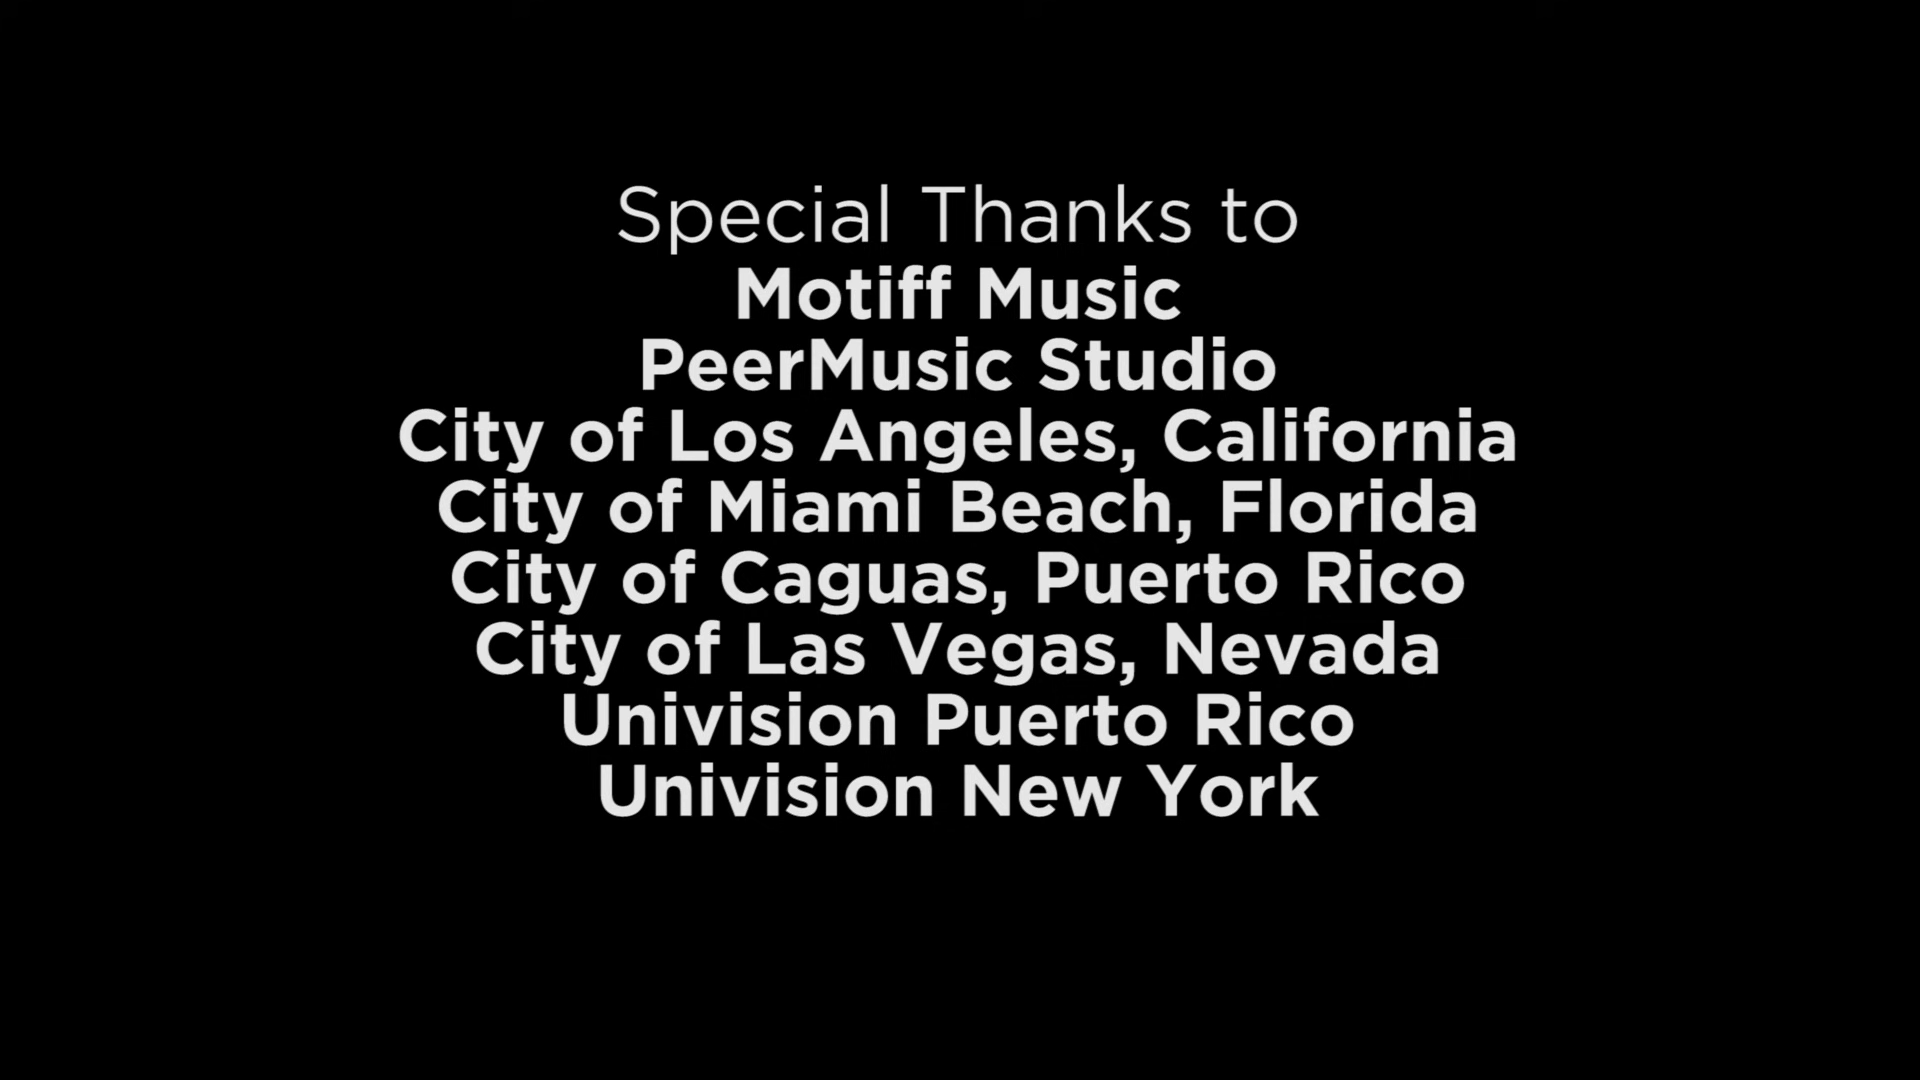 Special Thanks to
Motiff Music
PeerMusic Studio
City of Los Angeles, California
City of Miami Beach, Florida
City of Caguas, Puerto Rico
City of Las Vegas, Nevada
Univision Puerto Rico
Univision New York